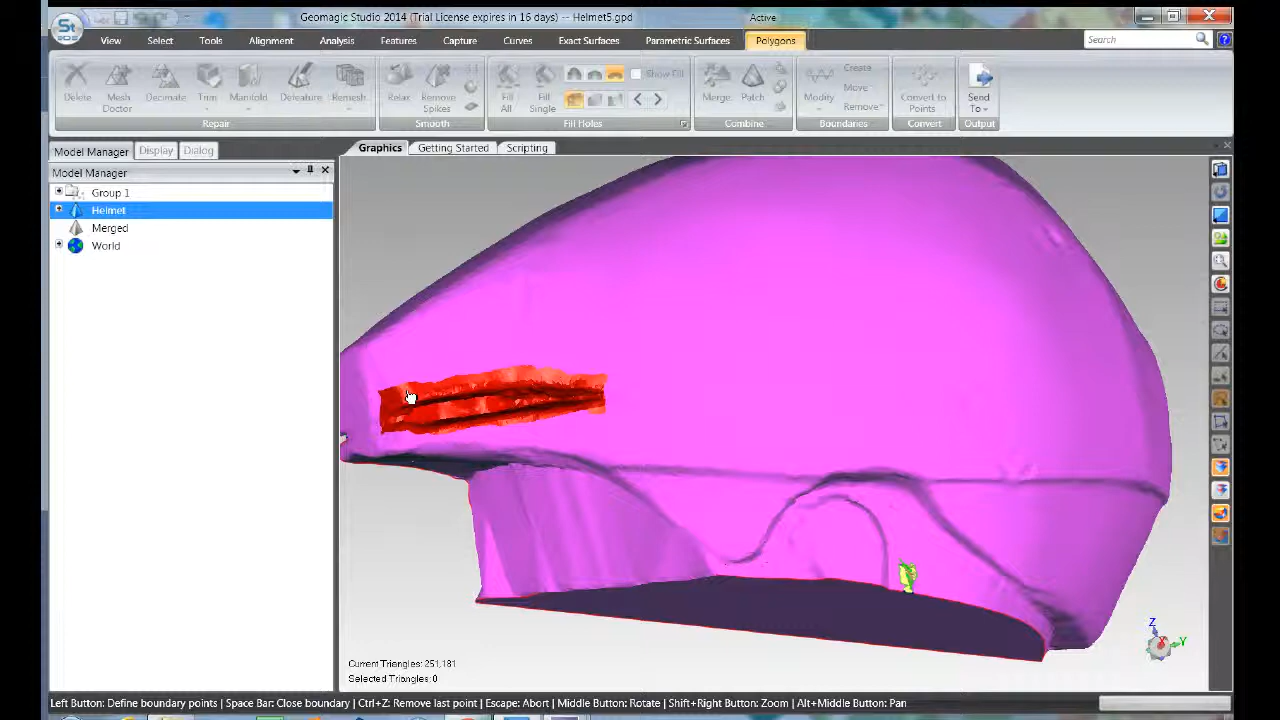 Geomagic Studio 2014 (Trial License(expires in 16 days) -- Helmet5.gpd
Active
View Select Tools Alignment Analysis Features Capture Curves Exact Surfaces Parametric Surfaces Polygons
Search
Delete Mesh Doctor Decimate Trim Manifold Defeature Remesh
Repair
Relax Remove Spikes
Smooth
Fill All Fill Single Show Fill
Fill Holes
Merge Patch
Combine
Modify Create Move Remove
Boundaries
Convert to Points
Convert
Send To
Output
Model Manager Display Dialog
Graphics Getting Started Scripting
Model Manager
Group 1
Helmet
Merged
World
Z
Y
X
Current Triangles: 251,181
Selected Triangles: 0
Left Button: Define boundary points | Space Bar: Close boundary | Ctrl+Z: Remove last point | Escape: Abort | Middle Button: Rotate | Shift+Right Button: Zoom | Alt+Middle Button: Pan